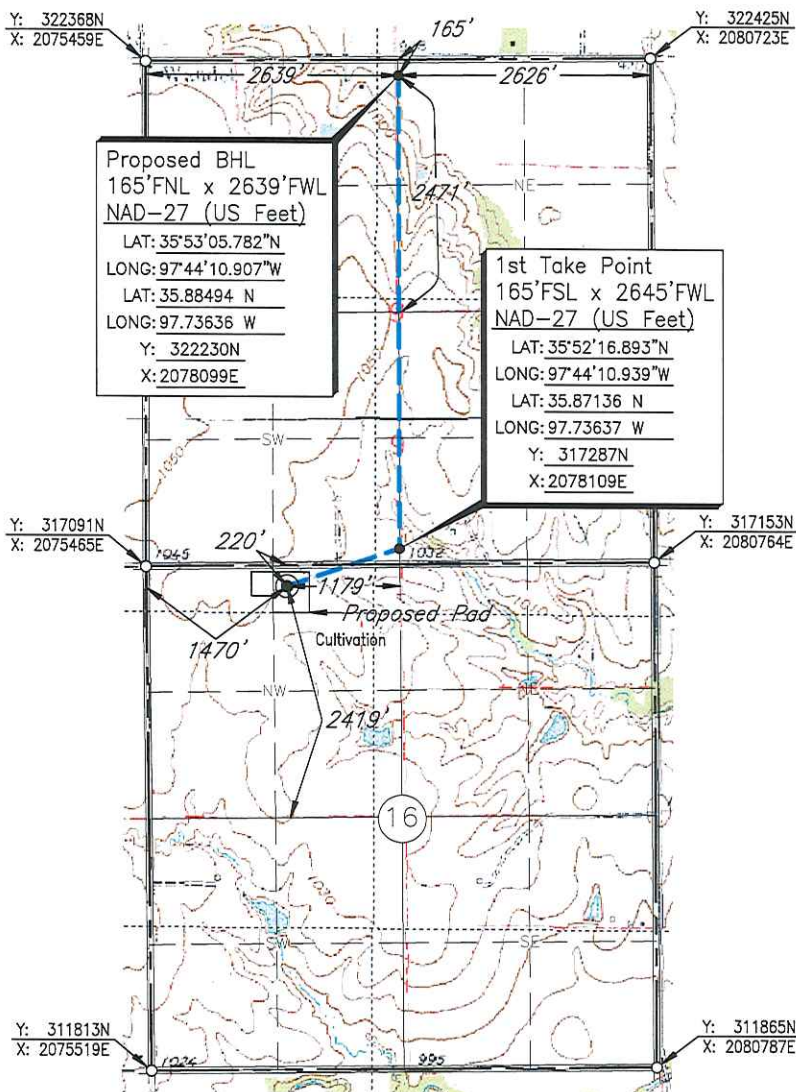 Y: 322368N
X: 2075459E
165'
Y: 322425N
X: 2080723E
2639'
2626'
Proposed BHL
165'FNL x 2639'FWL
NAD-27 (US Feet)
LAT: 35°53'05.782"N
LONG: 97°44'10.907"W
LAT: 35.88494 N
LONG: 97.73636 W
Y: 322230N
X: 2078099E
2471'
NE
1st Take Point
165'FSL x 2645'FWL
NAD-27 (US Feet)
LAT: 35°52'16.893"N
LONG: 97°44'10.939"W
LAT: 35.87136 N
LONG: 97.73637 W
Y: 317287N
X: 2078109E
1050
1050
SW
Y: 317091N
X: 2075465E
1045
220'
1032
Y: 317153N
X: 2080764E
1179'
Proposed Pad
Cultivation
1470'
NW
NE
2419'
16
SW
SE
Y: 311813N
X: 2075519E
1024
995
Y: 311865N
X: 2080787E